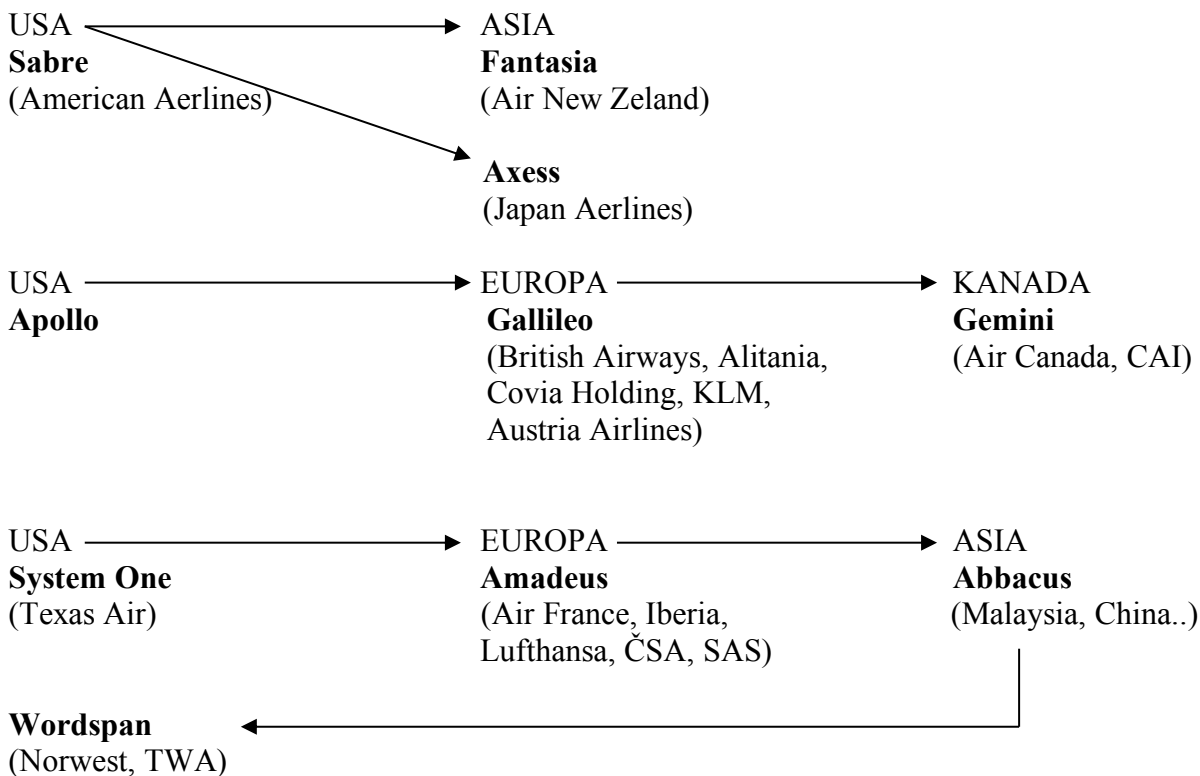 USA ASIA
Sabre Fantasia
(American Aerlines) (Air New Zeland)
Axess
(Japan Aerlines)
USA EUROPA KANADA
Apollo Gallileo Gemini
(British Airways, Alitania, (Air Canada, CAI)
Covia Holding, KLM,
Austria Airlines)
USA EUROPA ASIA
System One Amadeus Abbacus
(Texas Air) (Air France, Iberia, (Malaysia, China..)
Lufthansa, ČSA, SAS)
Wordspan
(Norwest, TWA)